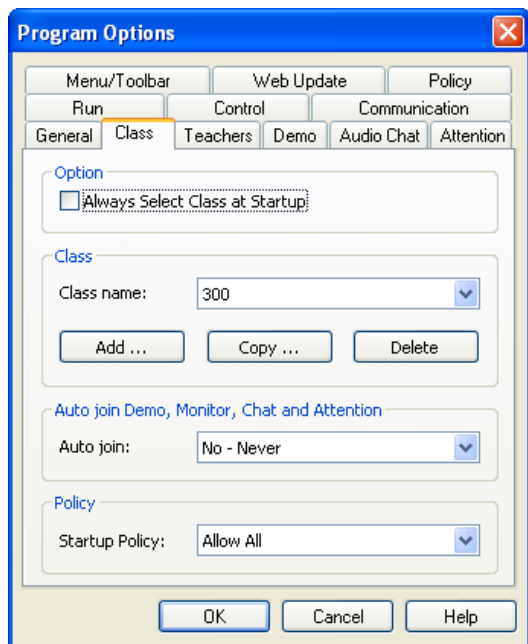 Program Options
Menu/Toolbar Web Update Policy
Run Control Communication
General Class Teachers Demo Audio Chat Attention
Option
Always Select Class at Startup
Class
Class name: 300
Add ... Copy ... Delete
Auto join Demo, Monitor, Chat and Attention
Auto join: No - Never
Policy
Startup Policy: Allow All
OK Cancel Help